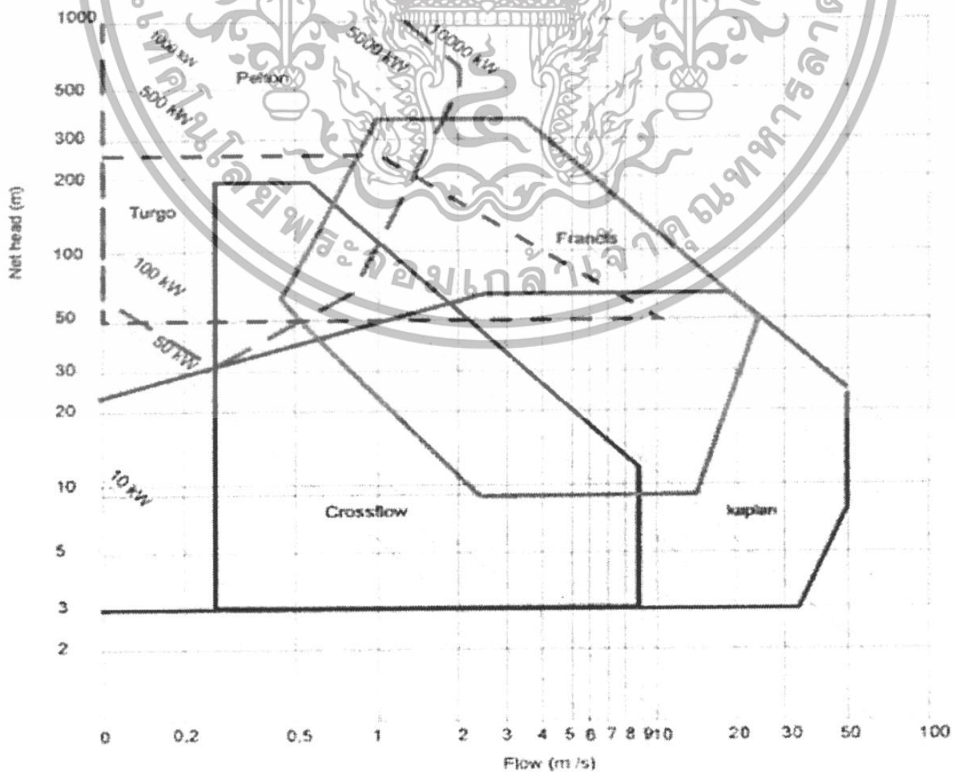 1000
500
300
200
100
50
30
20
10
5
3
2
Net head (m)
1000 kW
500 kW
100 kW
50 kW
10 kW
5000 kW
10000 kW
Pelton
Turgo
Francis
Crossflow
kaplan
0 0,2 0,5 1 2 3 4 5 6 7 8 9 10 20 30 50 100
Flow (m /s)